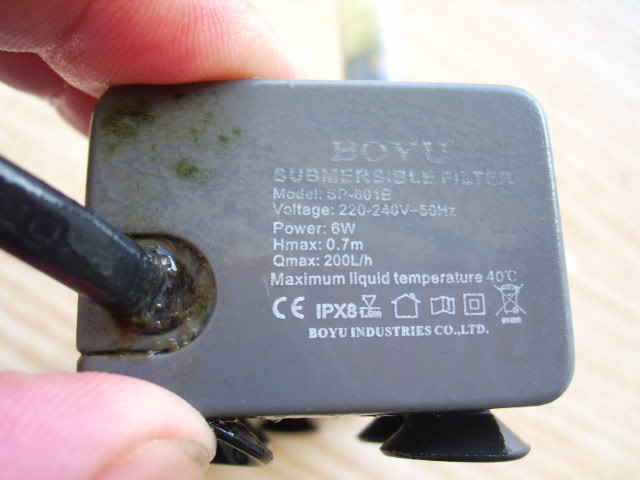 BOYU
SUBMERSIBLE FILTER
Model: SP-601E
Voltage: 220-240V~50Hz
Power: 6W
Hmax: 0.7m
Qmax: 200L/h
Maximum liquid temperature 40℃
CE IPX8
BOYU INDUSTRIES CO.,LTD.